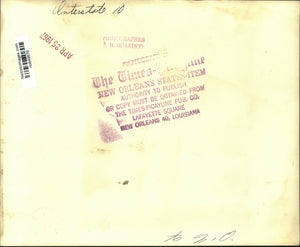 Interstate 10
APR 25 1967
PHOTOGRAPHER
The Times-Picayune
NEW ORLEANS STATES-ITEM
AUTHORITY TO PUBLISH
OR COPY MUST BE OBTAINED FROM
THE TIMES-PICAYUNE PUB. CO.
LAFAYETTE SQUARE
NEW ORLEANS 40, LOUISIANA
to N.O.